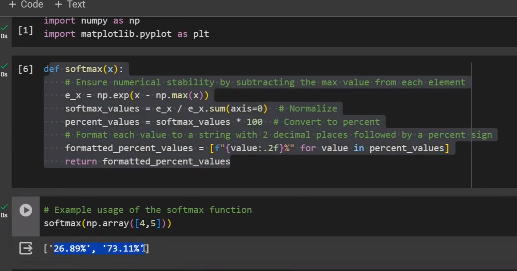 + Code + Text
import numpy as np
[1] import matplotlib.pyplot as plt
0s
[6] def softmax(x):
0s
# Ensure numerical stability by subtracting the max value from each element
e_x = np.exp(x - np.max(x))
softmax_values = e_x / e_x.sum(axis=0) # Normalize
percent_values = softmax_values * 100 # Convert to percent
# Format each value to a string with 2 decimal places followed by a percent sign
formatted_percent_values = [f"{value:.2f}%" for value in percent_values]
return formatted_percent_values
0s
# Example usage of the softmax function
softmax(np.array([4,5]))
['26.89%', '73.11%']